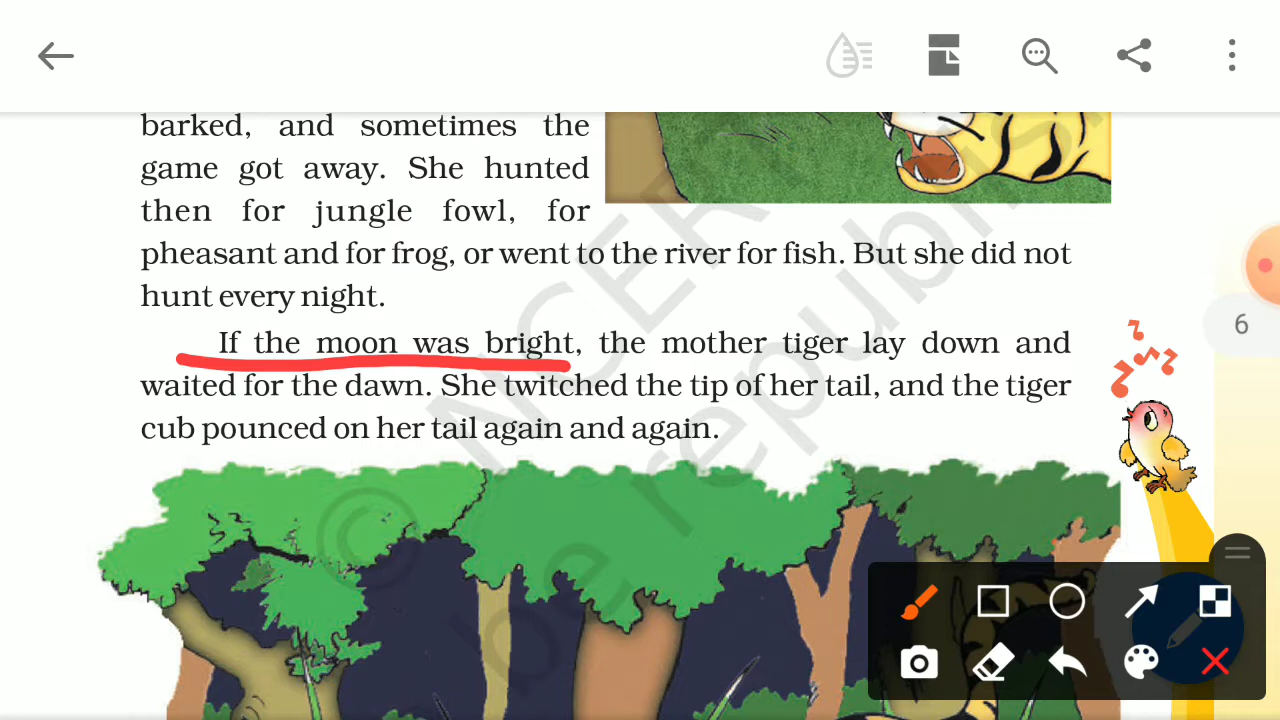 barked, and sometimes the
game got away. She hunted
then for jungle fowl, for
pheasant and for frog, or went to the river for fish. But she did not
hunt every night.
If the moon was bright, the mother tiger lay down and
waited for the dawn. She twitched the tip of her tail, and the tiger
cub pounced on her tail again and again.
6
© NCER
be republish